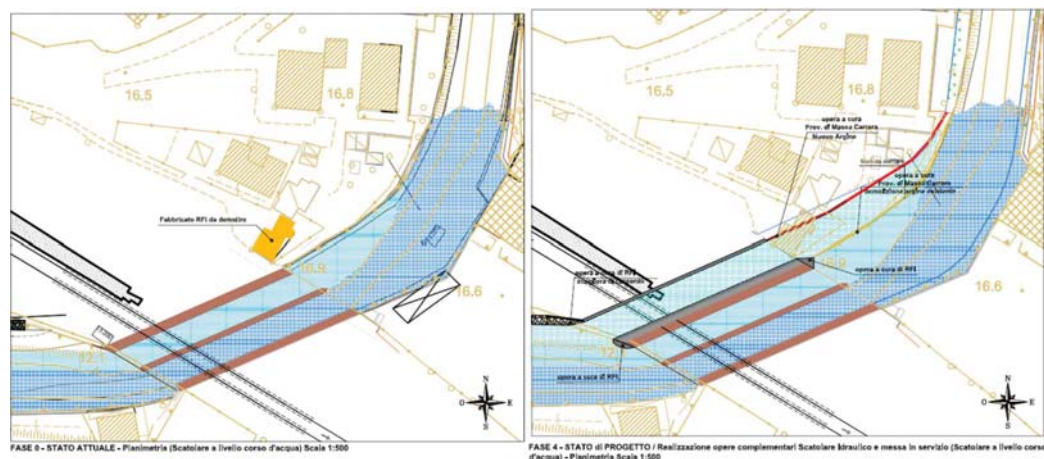 16.5
16.8
Fabbricato RFI da demolire
16.9
16.6
12.1
N
O
E
S
FASE 0 - STATO ATTUALE - Planimetria (Scatolare a livello corso d'acqua) Scala 1:500
16.5
16.8
opera a cura
Prov. di Massa Carrara
Nuovo Argine
opera a cura
Prov. di Massa Carrara
demolizione argine esistente
opera a cura di RFI
opera a cura di RFI
16.6
opera a cura di RFI
N
O
E
S
FASE 4 - STATO di PROGETTO / Realizzazione opere complementari Scatolare Idraulico e messa in servizio (Scatolare a livello corso
d'acqua) - Planimetria Scala 1:500